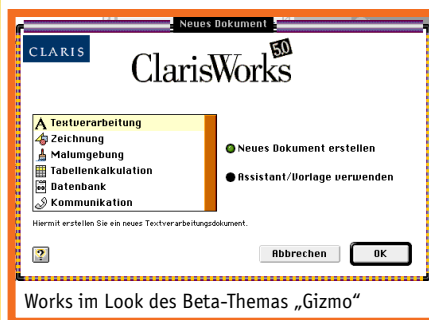 Neues Dokument
CLARIS
ClarisWorks 5.0
Textverarbeitung
Zeichnung
Malumgebung
Tabellenkalkulation
Datenbank
Kommunikation
Neues Dokument erstellen
Assistant/Vorlage verwenden
Hiermit erstellen Sie ein neues Textverarbeitungsdokument.
?
Abbrechen
OK
Works im Look des Beta-Themas „Gizmo“